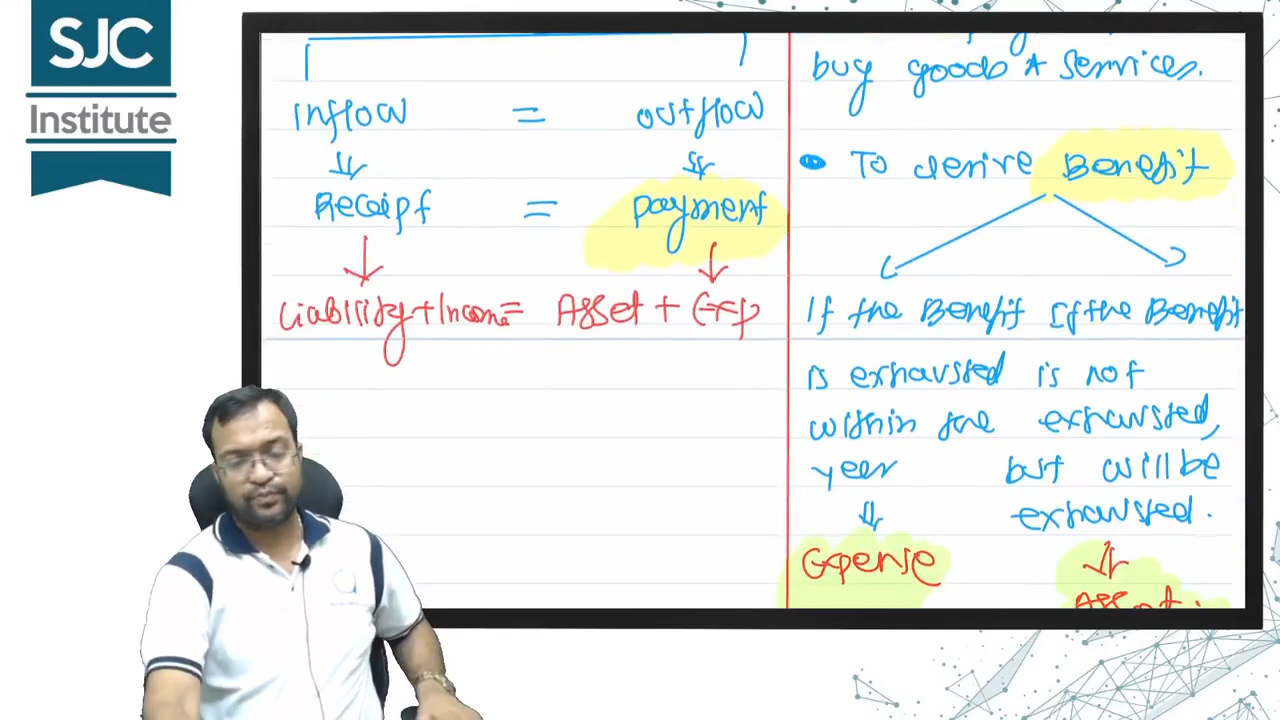 SJC
Institute
Inflow = outflow
Receipt = payment
Liability + Income = Asset + Exp
buy goods & services.
• To derive Benefit
If the Benefit
is exhausted
within the
year
Expense
If the Benefit
is not
exhausted,
but will be
exhausted.
Asset.